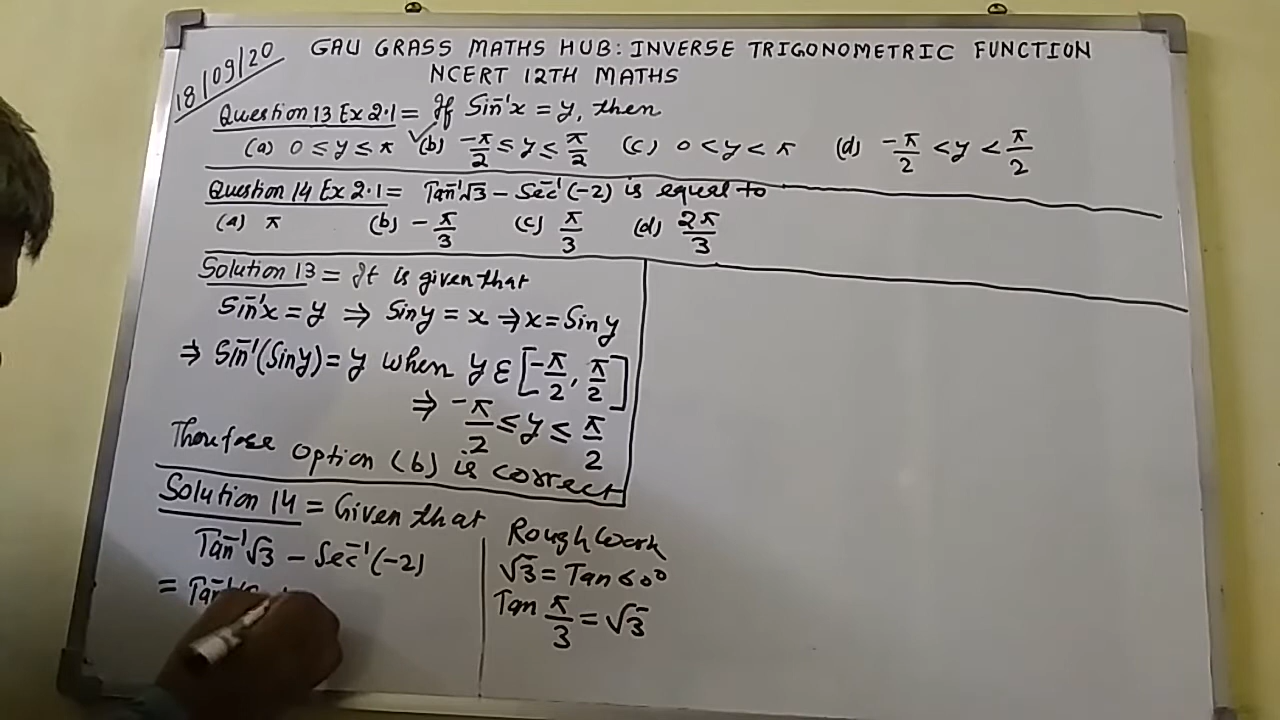 18/09/20
GAU GRASS MATHS HUB: INVERSE TRIGONOMETRIC FUNCTION
NCERT 12TH MATHS
Question 13 Ex 2.1 = If Sin⁻¹x = y, then
(a) 0 ≤ y ≤ π ✓(b) -π/2 ≤ y ≤ π/2 (c) 0 < y < π (d) -π/2 < y < π/2
Question 14 Ex 2.1 = Tan⁻¹√3 - Sec⁻¹(-2) is equal to
(a) π (b) -π/3 (c) π/3 (d) 2π/3
Solution 13 = It is given that
Sin⁻¹x = y ⇒ Sin y = x ⇒ x = Sin y
⇒ Sin⁻¹(Sin y) = y when y ε [-π/2, π/2]
⇒ -π/2 ≤ y ≤ π/2
Therefore option (b) is correct
Solution 14 = Given that
Tan⁻¹√3 - Sec⁻¹(-2)
= Tan⁻¹(
Rough Work
√3 = Tan 60°
Tan π/3 = √3